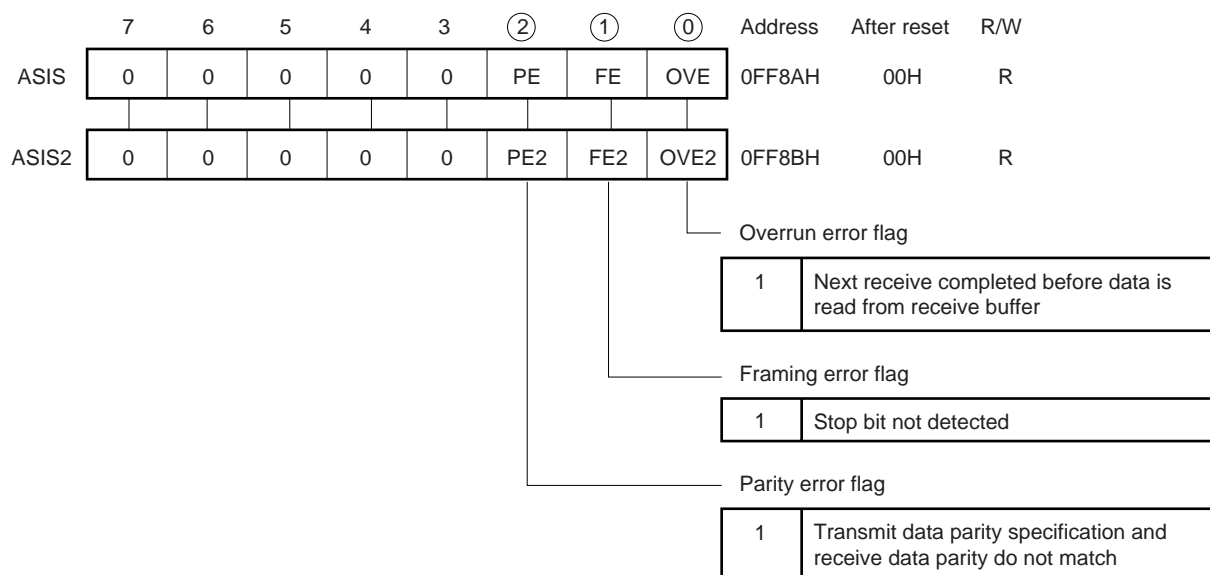 7 6 5 4 3 2 1 0 Address After reset R/W
ASIS 0 0 0 0 0 PE FE OVE 0FF8AH 00H R
ASIS2 0 0 0 0 0 PE2 FE2 OVE2 0FF8BH 00H R
Overrun error flag
1 Next receive completed before data is
read from receive buffer
Framing error flag
1 Stop bit not detected
Parity error flag
1 Transmit data parity specification and
receive data parity do not match